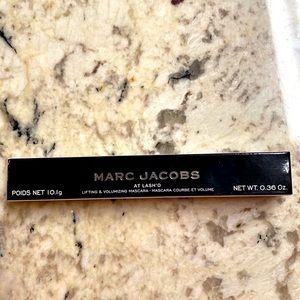 MARC JACOBS
AT LASH'D
LIFTING & VOLUMIZING MASCARA · MASCARA COURBE ET VOLUME
POIDS NET 10.1g
NET WT. 0.36 Oz.